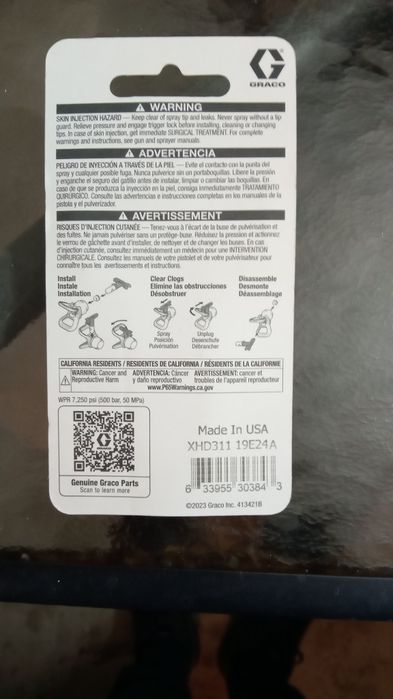 GRACO
WARNING
SKIN INJECTION HAZARD — Keep clear of spray tip and leaks. Never spray without a tip
guard. Relieve pressure and engage trigger lock before installing, cleaning or changing
tips. In case of skin injection, get immediate SURGICAL TREATMENT. For complete
warnings and instructions, see gun and sprayer manuals.
ADVERTENCIA
PELIGRO DE INYECCIÓN A TRAVÉS DE LA PIEL — Evite el contacto con la punta del
spray y cualquier posible fuga. Nunca pulverice sin un portaboquillas. Libere la presión
y enganche el seguro del gatillo antes de instalar, limpiar o cambiar las boquillas. En
caso de que se produzca la inyección en la piel, consiga inmediatamente TRATAMIENTO
QUIRÚRGICO. Consulte las advertencias e instrucciones completas en los manuales de la
pistola y el pulverizador.
AVERTISSEMENT
RISQUES D'INJECTION CUTANÉE — Tenez-vous à l'écart de la buse de pulvérisation et
des fuites. Ne jamais pulvériser sans un protège-buse. Réduisez la pression et actionnez
le verrou de gâchette avant d'installer, de nettoyer et de changer les buses. En cas
d'injection cutanée, consultez immédiatement un médecin pour une INTERVENTION
CHIRURGICALE. Consultez les manuels de votre pistolet et de votre pulvérisateur pour
connaître tous les avertissements et instructions.
Install
Instale
Installation
Clear Clogs
Elimine las obstrucciones
Désobstruer
Disassemble
Desmonte
Déassemblage
Spray
Posición
Pulvérisation
Unplug
Desenchufe
Débrancher
CALIFORNIA RESIDENTS / RESIDENTES DE CALIFORNIA / RÉSIDENTS DE LA CALIFORNIE
WARNING: Cancer and ADVERTENCIA: Cáncer AVERTISSEMENT: cancer et
Reproductive Harm y daño reproductivo troubles de l'appareil reproducteur
www.P65Warnings.ca.gov
WPR 7,250 psi (500 bar, 50 MPa)
Genuine Graco Parts
Scan to learn more
Made In USA
XHD311 19E24A
6 33955 30384 3
©2023 Graco Inc. 413421B